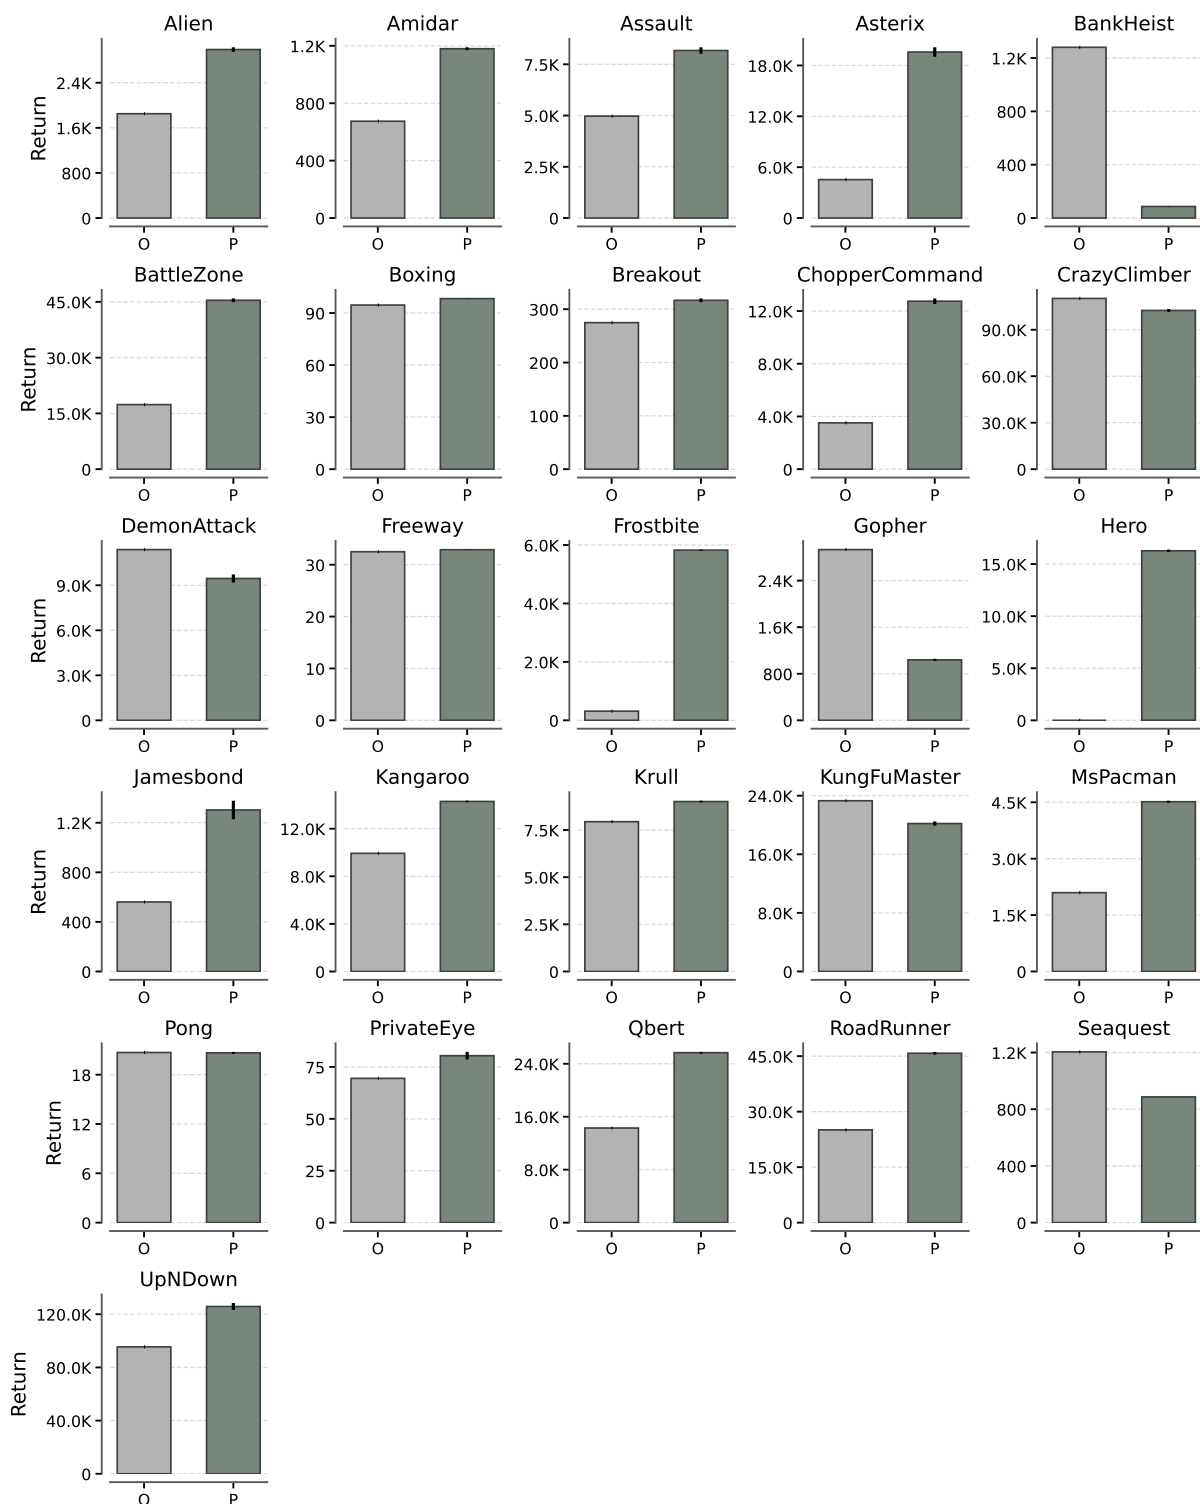 Alien
Amidar
Assault
Asterix
BankHeist
Return
2.4K
1.6K
800
0
O P
1.2K
800
400
0
O P
7.5K
5.0K
2.5K
0
O P
18.0K
12.0K
6.0K
0
O P
1.2K
800
400
0
O P
BattleZone
Boxing
Breakout
ChopperCommand
CrazyClimber
Return
45.0K
30.0K
15.0K
0
O P
90
60
30
0
O P
300
200
100
0
O P
12.0K
8.0K
4.0K
0
O P
90.0K
60.0K
30.0K
0
O P
DemonAttack
Freeway
Frostbite
Gopher
Hero
Return
9.0K
6.0K
3.0K
0
O P
30
20
10
0
O P
6.0K
4.0K
2.0K
0
O P
2.4K
1.6K
800
0
O P
15.0K
10.0K
5.0K
0
O P
Jamesbond
Kangaroo
Krull
KungFuMaster
MsPacman
Return
1.2K
800
400
0
O P
12.0K
8.0K
4.0K
0
O P
7.5K
5.0K
2.5K
0
O P
24.0K
16.0K
8.0K
0
O P
4.5K
3.0K
1.5K
0
O P
Pong
PrivateEye
Qbert
RoadRunner
Seaquest
Return
18
12
6
0
O P
75
50
25
0
O P
24.0K
16.0K
8.0K
0
O P
45.0K
30.0K
15.0K
0
O P
1.2K
800
400
0
O P
UpNDown
Return
120.0K
80.0K
40.0K
0
O P